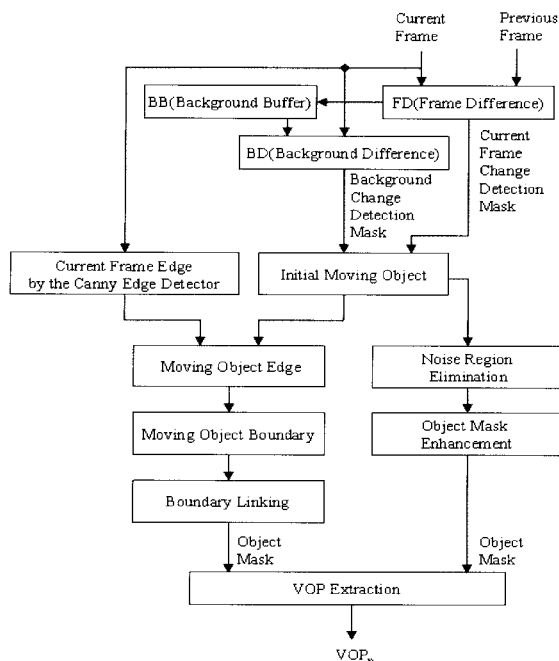 Current
Frame
Previous
Frame
BB(Background Buffer)
FD(Frame Difference)
BD(Background Difference)
Current
Frame
Change
Detection
Mask
Background
Change
Detection
Mask
Current Frame Edge
by the Canny Edge Detector
Initial Moving Object
Moving Object Edge
Noise Region
Elimination
Moving Object Boundary
Object Mask
Enhancement
Boundary Linking
Object
Mask
Object
Mask
VOP Extraction
VOPn